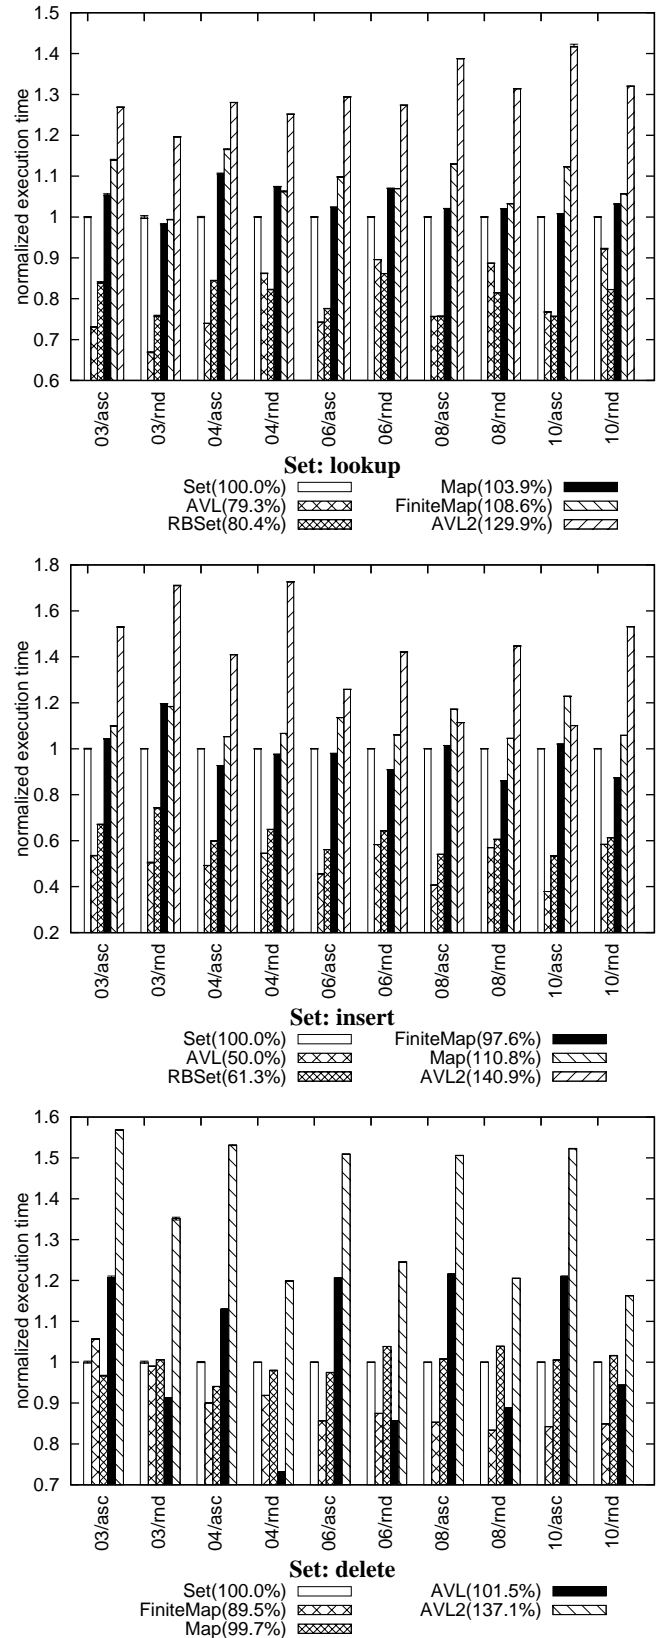 1.5
1.4
1.3
1.2
1.1
1
0.9
0.8
0.7
0.6
normalized execution time
03/asc 03/rnd 04/asc 04/rnd 06/asc 06/rnd 08/asc 08/rnd 10/asc 10/rnd
Set: lookup
Set(100.0%) Map(103.9%)
AVL(79.3%) FiniteMap(108.6%)
RBSet(80.4%) AVL2(129.9%)
1.8
1.6
1.4
1.2
1
0.8
0.6
0.4
0.2
normalized execution time
03/asc 03/rnd 04/asc 04/rnd 06/asc 06/rnd 08/asc 08/rnd 10/asc 10/rnd
Set: insert
Set(100.0%) FiniteMap(97.6%)
AVL(50.0%) Map(110.8%)
RBSet(61.3%) AVL2(140.9%)
1.6
1.5
1.4
1.3
1.2
1.1
1
0.9
0.8
0.7
normalized execution time
03/asc 03/rnd 04/asc 04/rnd 06/asc 06/rnd 08/asc 08/rnd 10/asc 10/rnd
Set: delete
Set(100.0%) AVL(101.5%)
FiniteMap(89.5%) AVL2(137.1%)
Map(99.7%)